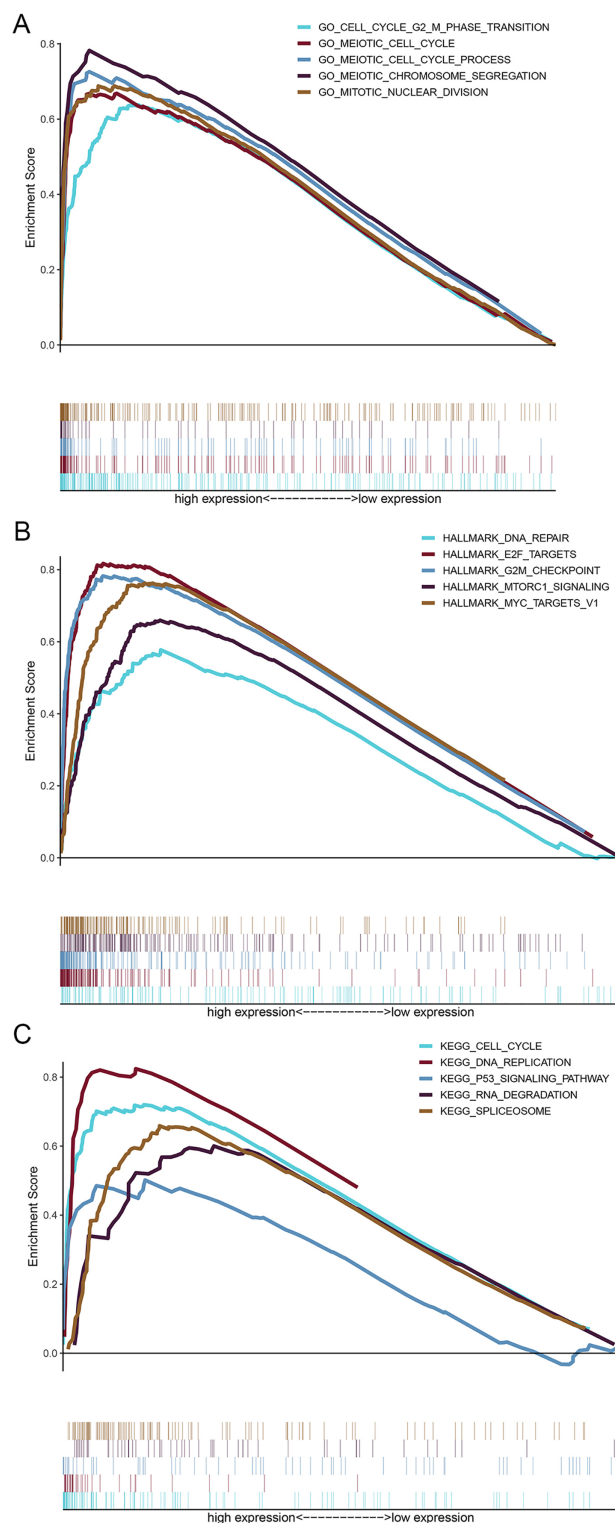 A
GO_CELL_CYCLE_G2_M_PHASE_TRANSITION
GO_MEIOTIC_CELL_CYCLE
GO_MEIOTIC_CELL_CYCLE_PROCESS
GO_MEIOTIC_CHROMOSOME_SEGREGATION
GO_MITOTIC_NUCLEAR_DIVISION
0.8
0.6
0.4
0.2
0.0
Enrichment Score
high expression<------------>low expression
B
HALLMARK_DNA_REPAIR
HALLMARK_E2F_TARGETS
HALLMARK_G2M_CHECKPOINT
HALLMARK_MTORC1_SIGNALING
HALLMARK_MYC_TARGETS_V1
0.8
0.6
0.4
0.2
0.0
Enrichment Score
high expression<------------>low expression
C
KEGG_CELL_CYCLE
KEGG_DNA_REPLICATION
KEGG_P53_SIGNALING_PATHWAY
KEGG_RNA_DEGRADATION
KEGG_SPLICEOSOME
0.8
0.6
0.4
0.2
0.0
Enrichment Score
high expression<------------>low expression